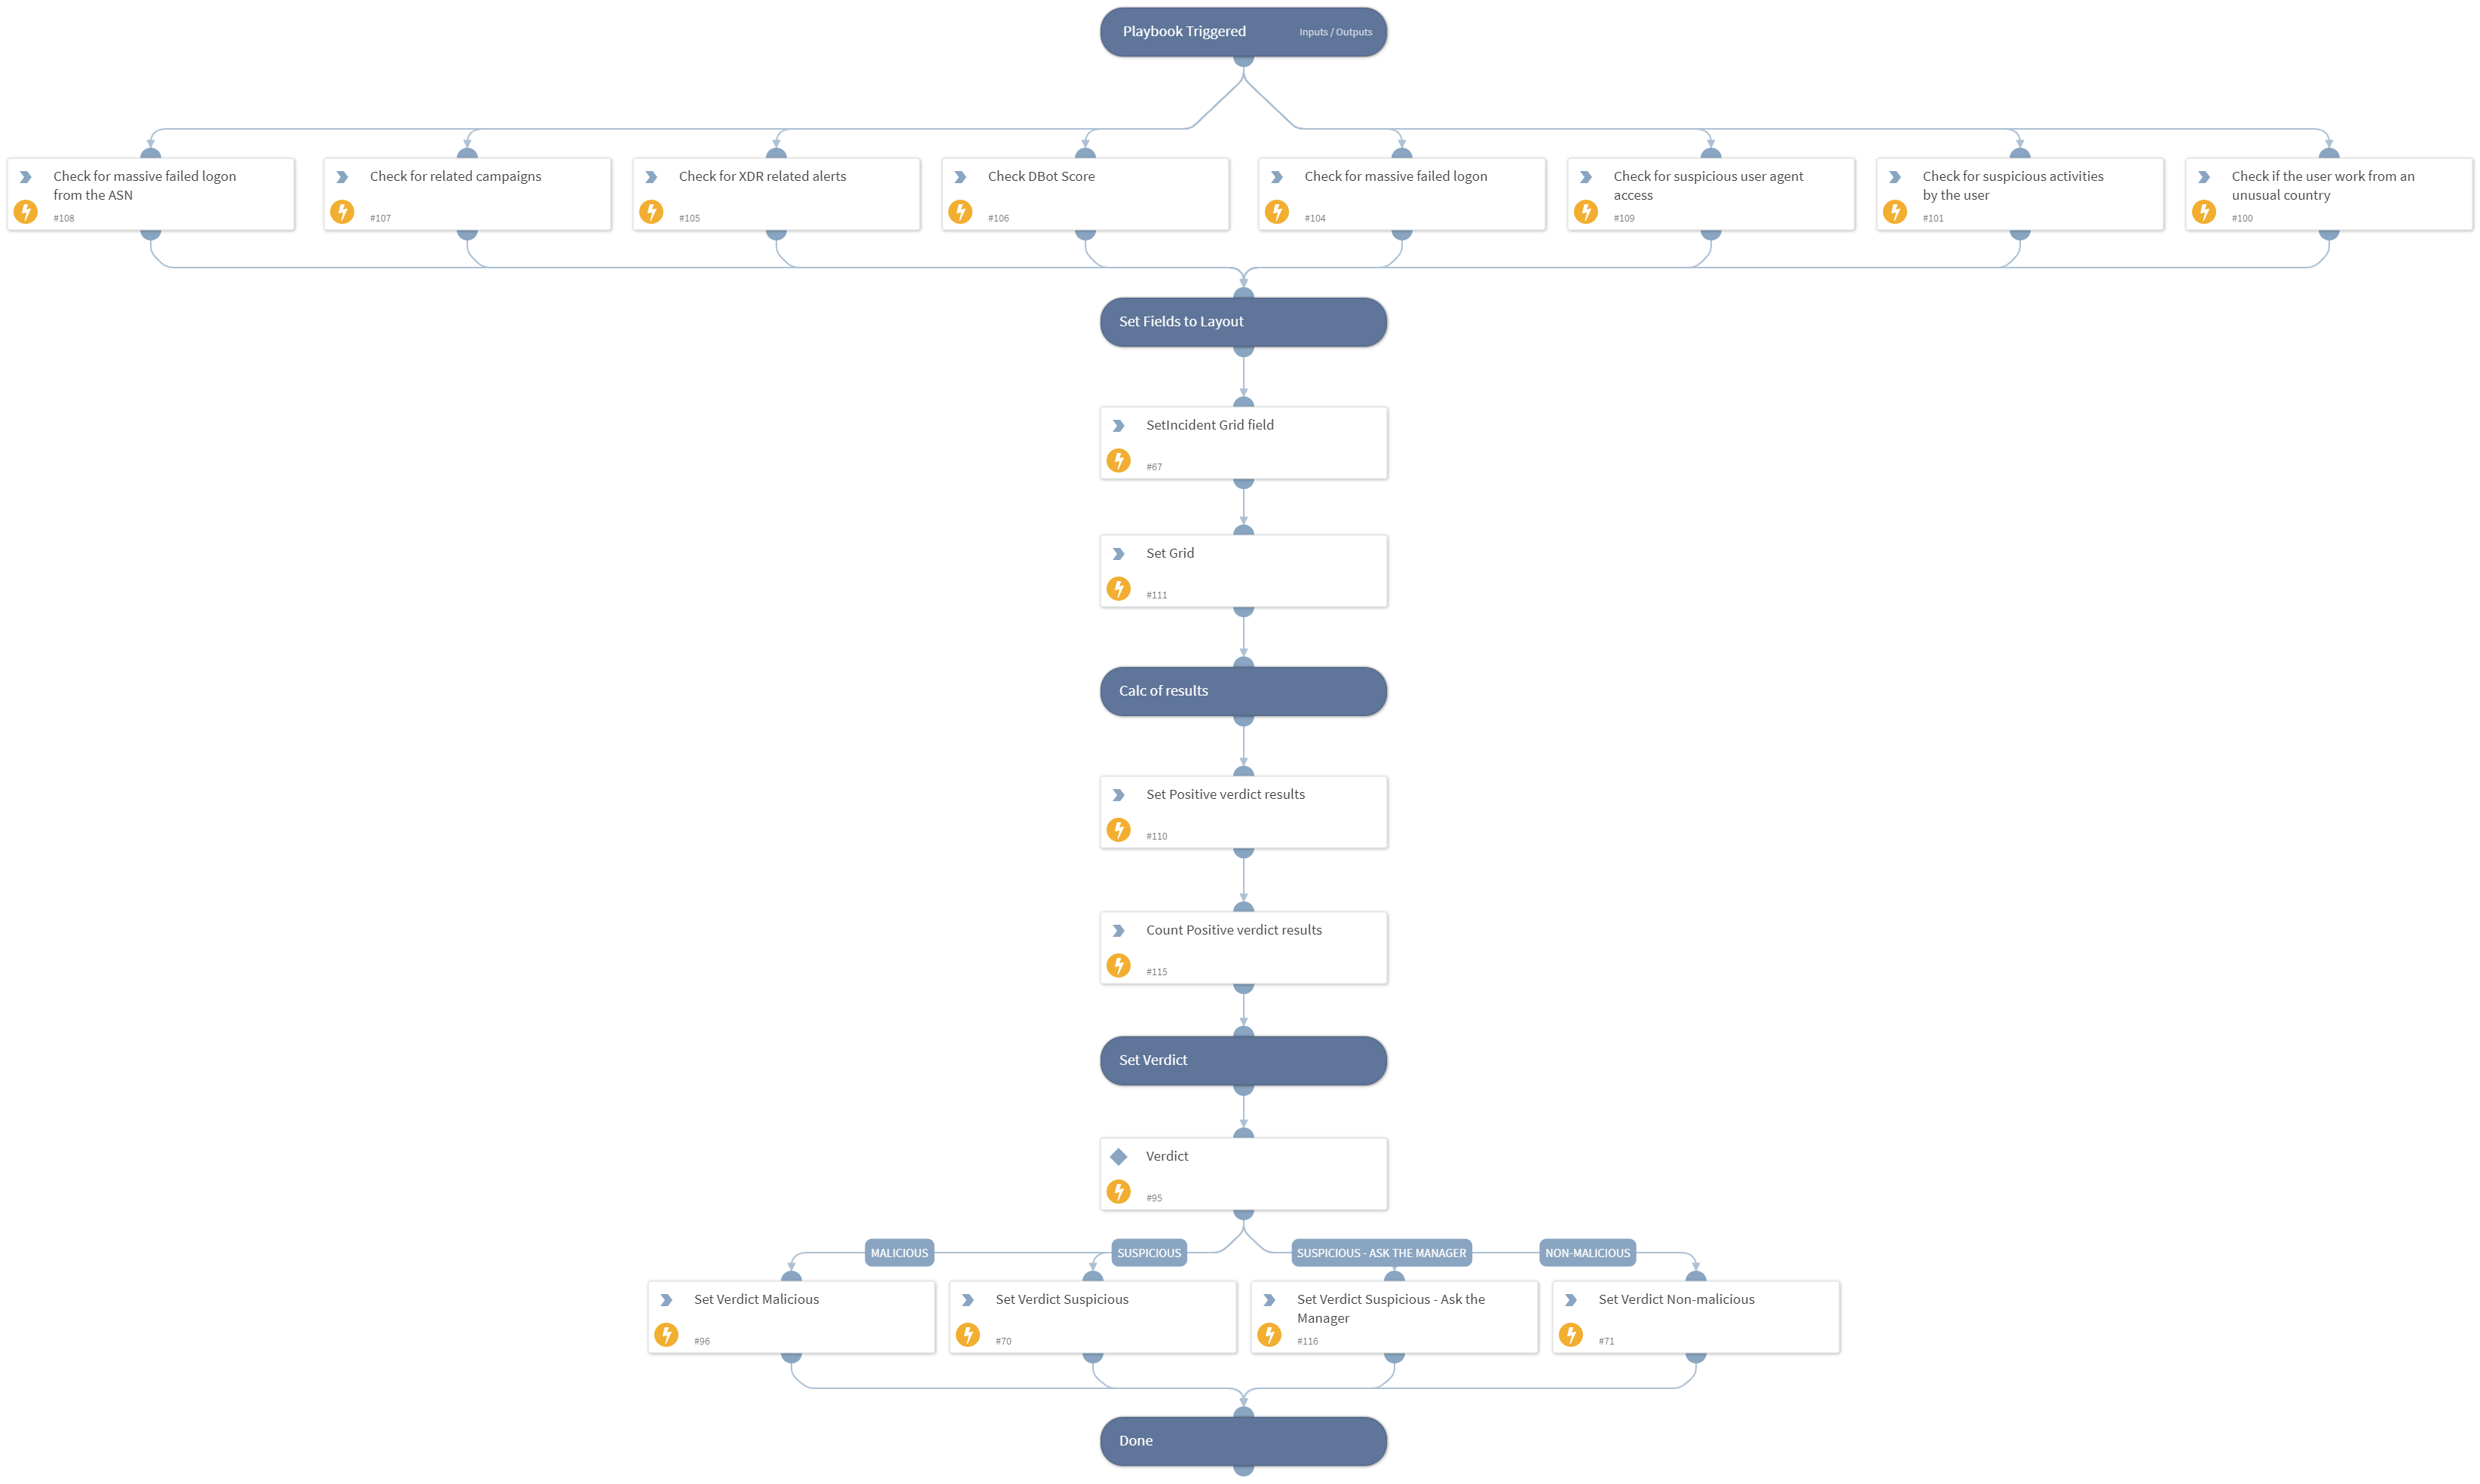 Playbook Triggered
Inputs / Outputs
Check for massive failed logon
from the ASN
#108
Check for related campaigns
#107
Check for XDR related alerts
#105
Check DBot Score
#106
Check for massive failed logon
#104
Check for suspicious user agent
access
#109
Check for suspicious activities
by the user
#101
Check if the user work from an
unusual country
#100
Set Fields to Layout
SetIncident Grid field
#67
Set Grid
#111
Calc of results
Set Positive verdict results
#110
Count Positive verdict results
#115
Set Verdict
Verdict
#95
MALICIOUS
SUSPICIOUS
SUSPICIOUS - ASK THE MANAGER
NON-MALICIOUS
Set Verdict Malicious
#96
Set Verdict Suspicious
#70
Set Verdict Suspicious - Ask the
Manager
#116
Set Verdict Non-malicious
#71
Done